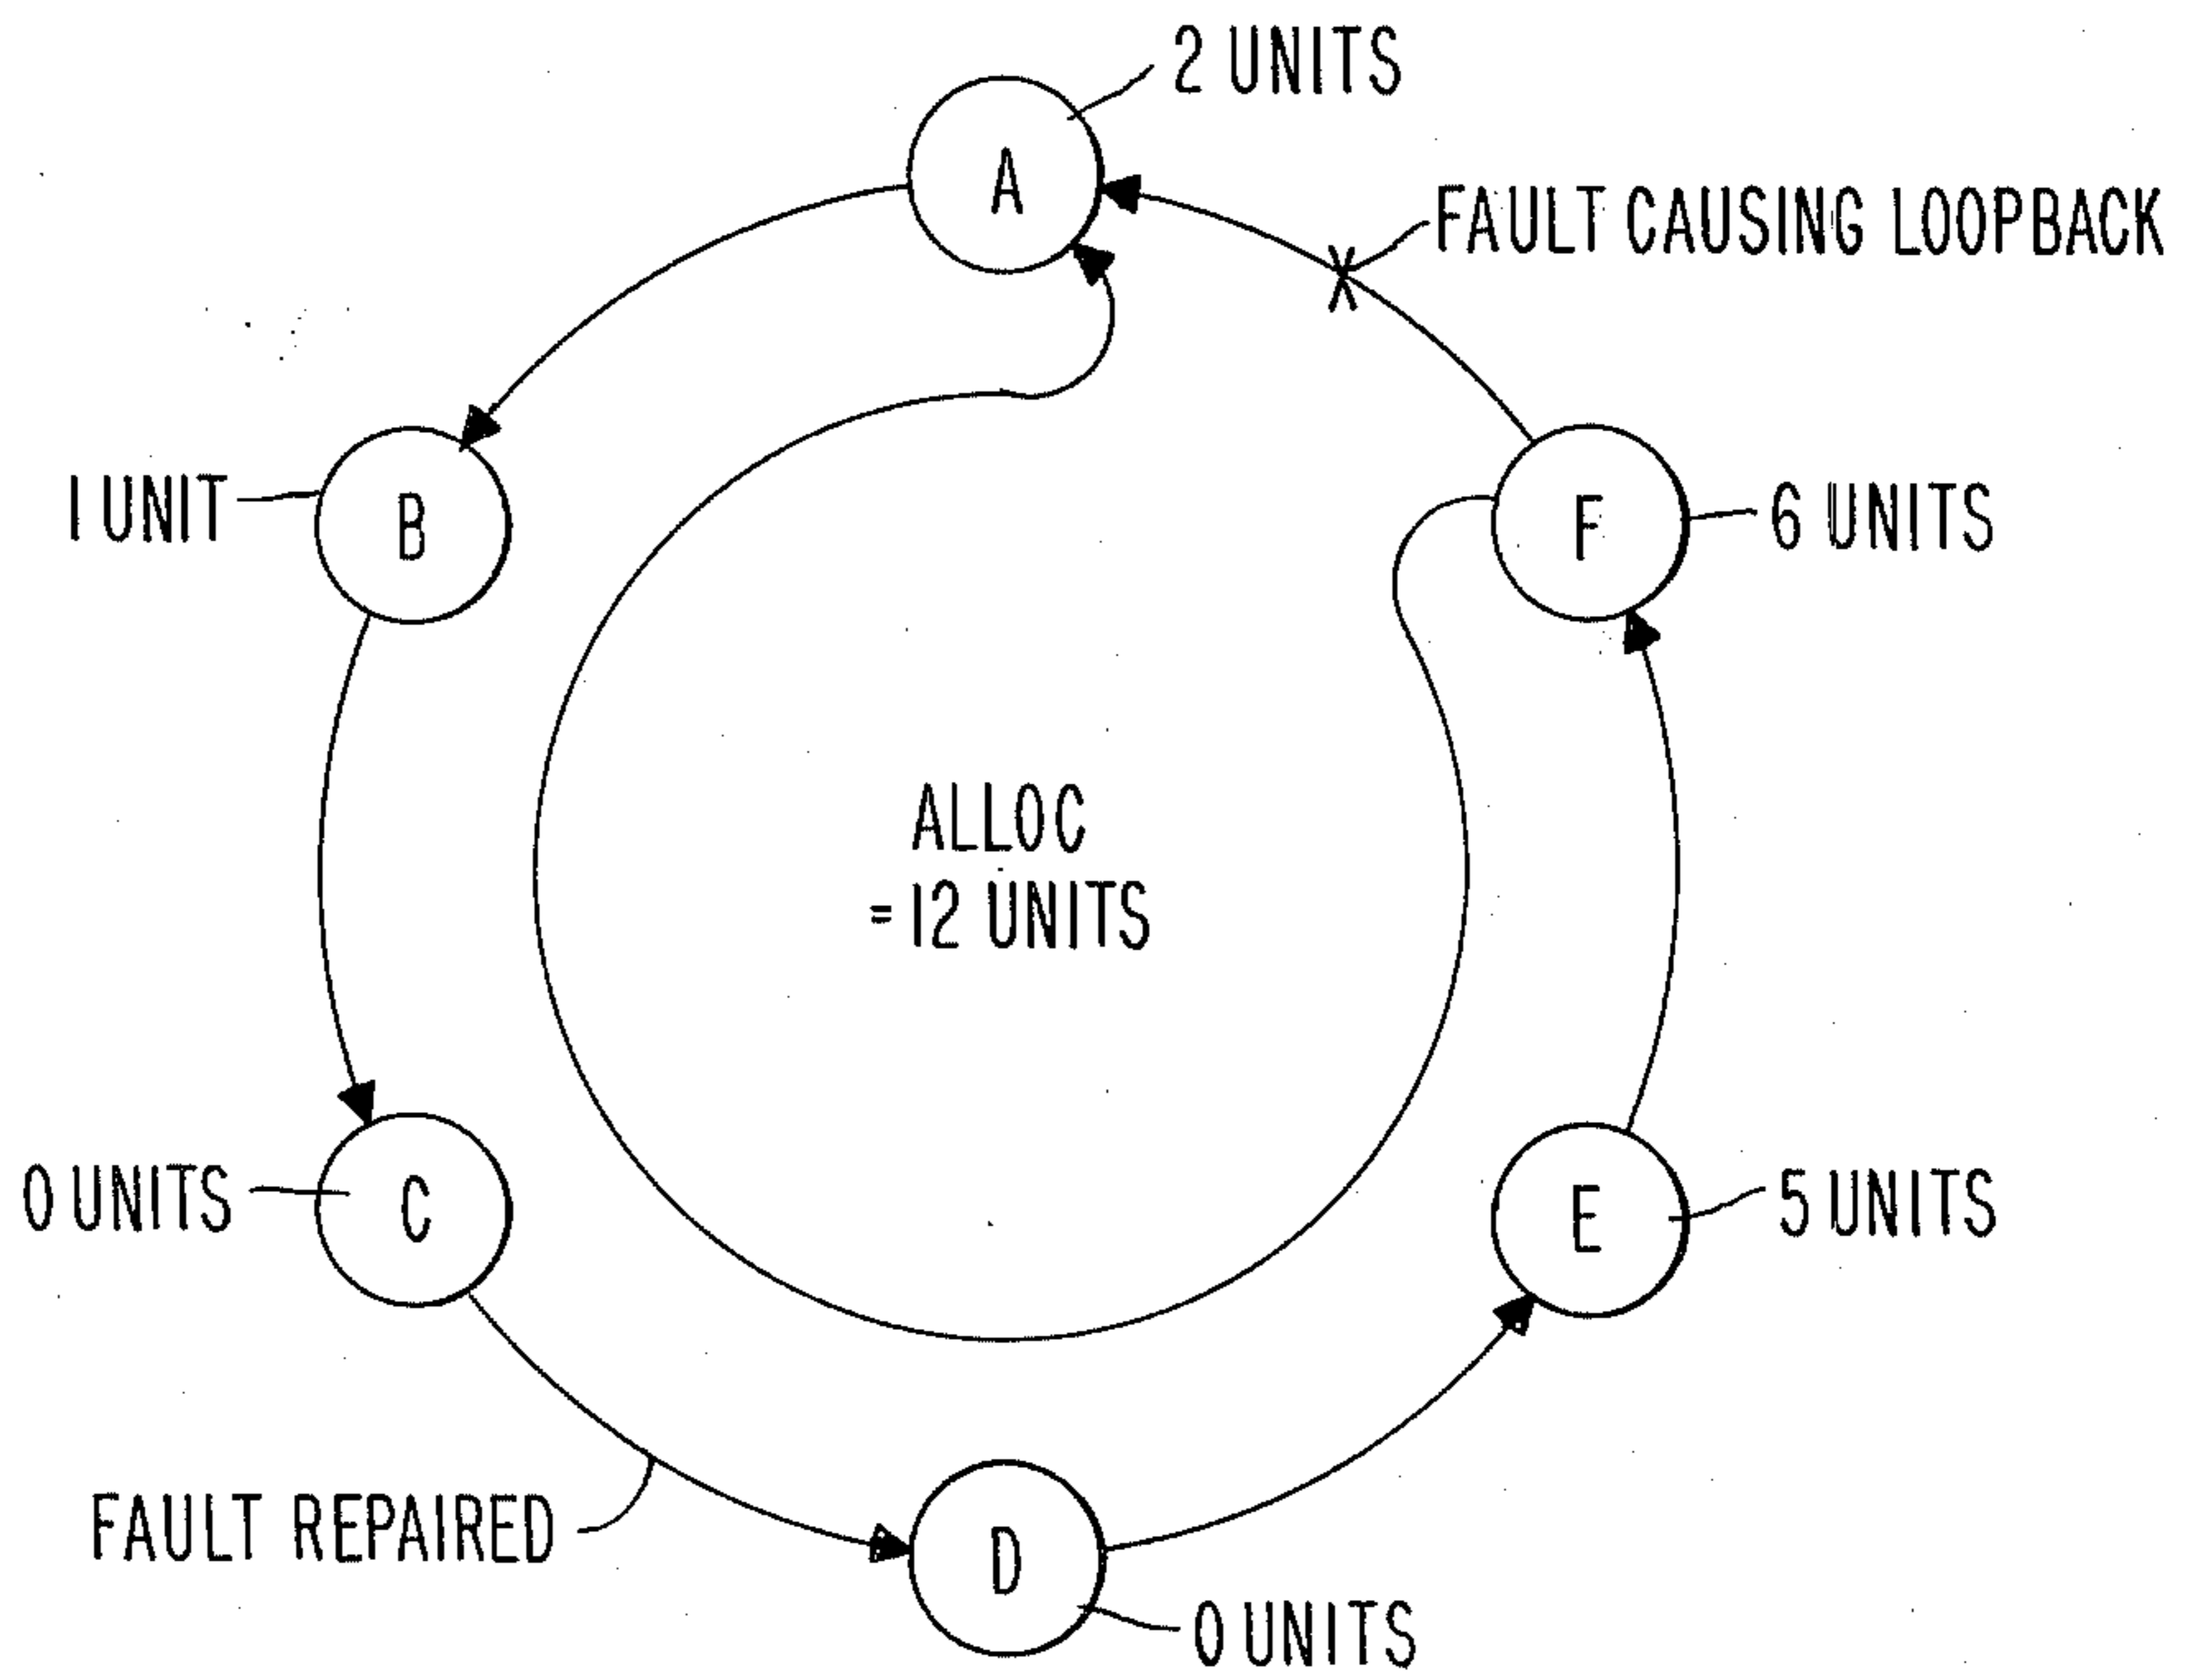 2 UNITS
A
FAULT CAUSING LOOPBACK
1 UNIT
B
F
6 UNITS
ALLOC
=12 UNITS
0 UNITS
C
E
5 UNITS
FAULT REPAIRED
D
0 UNITS